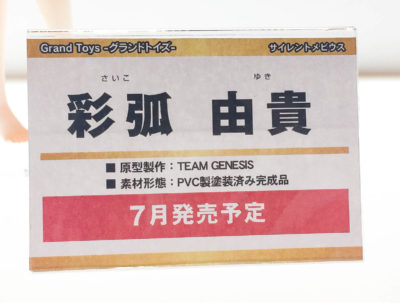 Grand Toys -グランドトイズ- サイレントメビウス
さいこ ゆき
彩弧 由貴
■ 原型製作：TEAM GENESIS
■ 素材形態：PVC製塗装済み完成品
7月発売予定